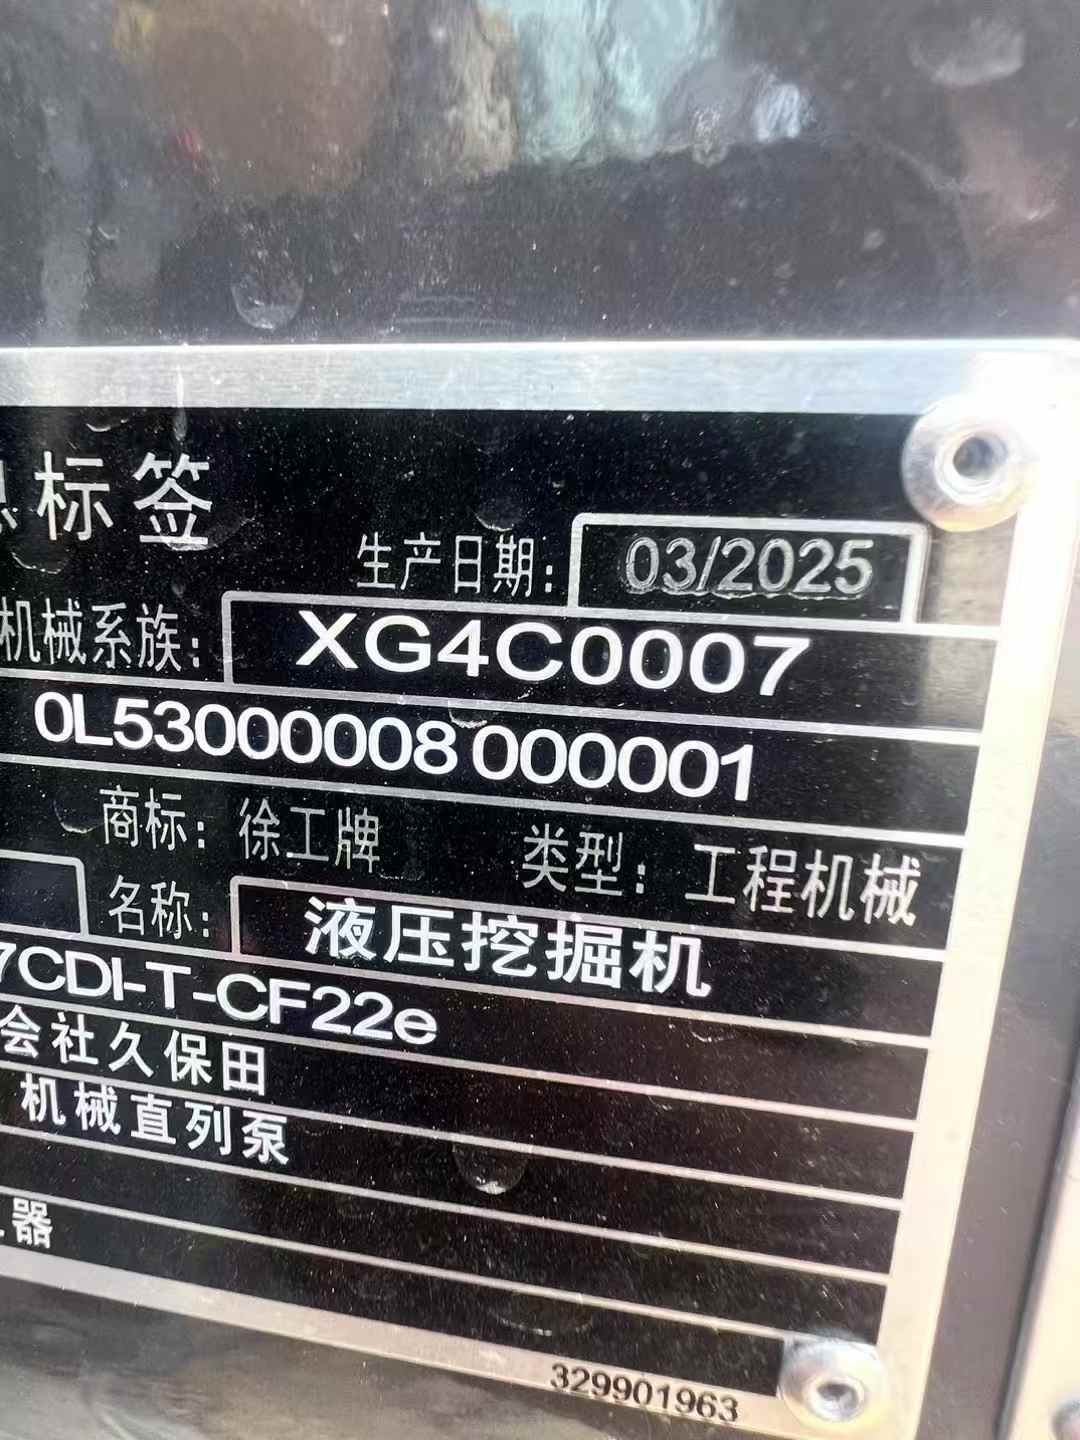 标签
生产日期: 03/2025
机械系族: XG4C0007
0L53000008 000001
商标: 徐工牌 类型: 工程机械
名称: 液压挖掘机
7CDI-T-CF22e
会社久保田
机械直列泵
器
329901963